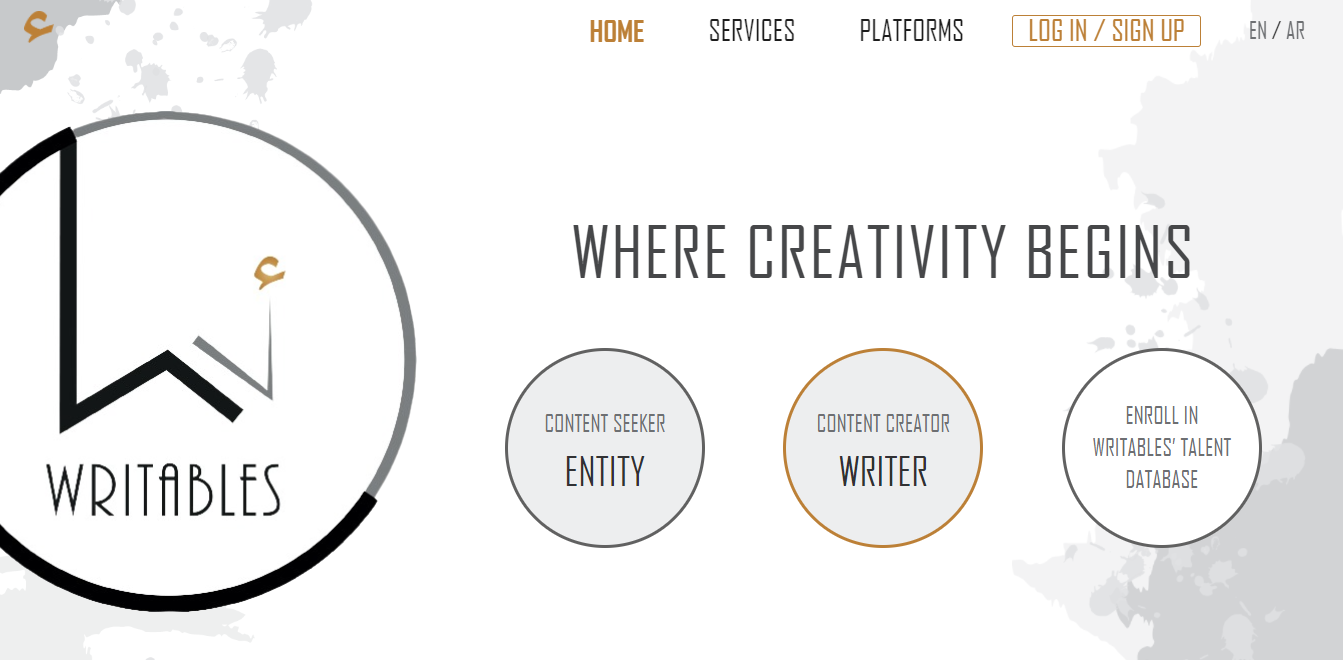 HOME
SERVICES
PLATFORMS
LOG IN / SIGN UP
EN / AR
WRITABLES
WHERE CREATIVITY BEGINS
CONTENT SEEKER
ENTITY
CONTENT CREATOR
WRITER
ENROLL IN
WRITABLES’ TALENT
DATABASE